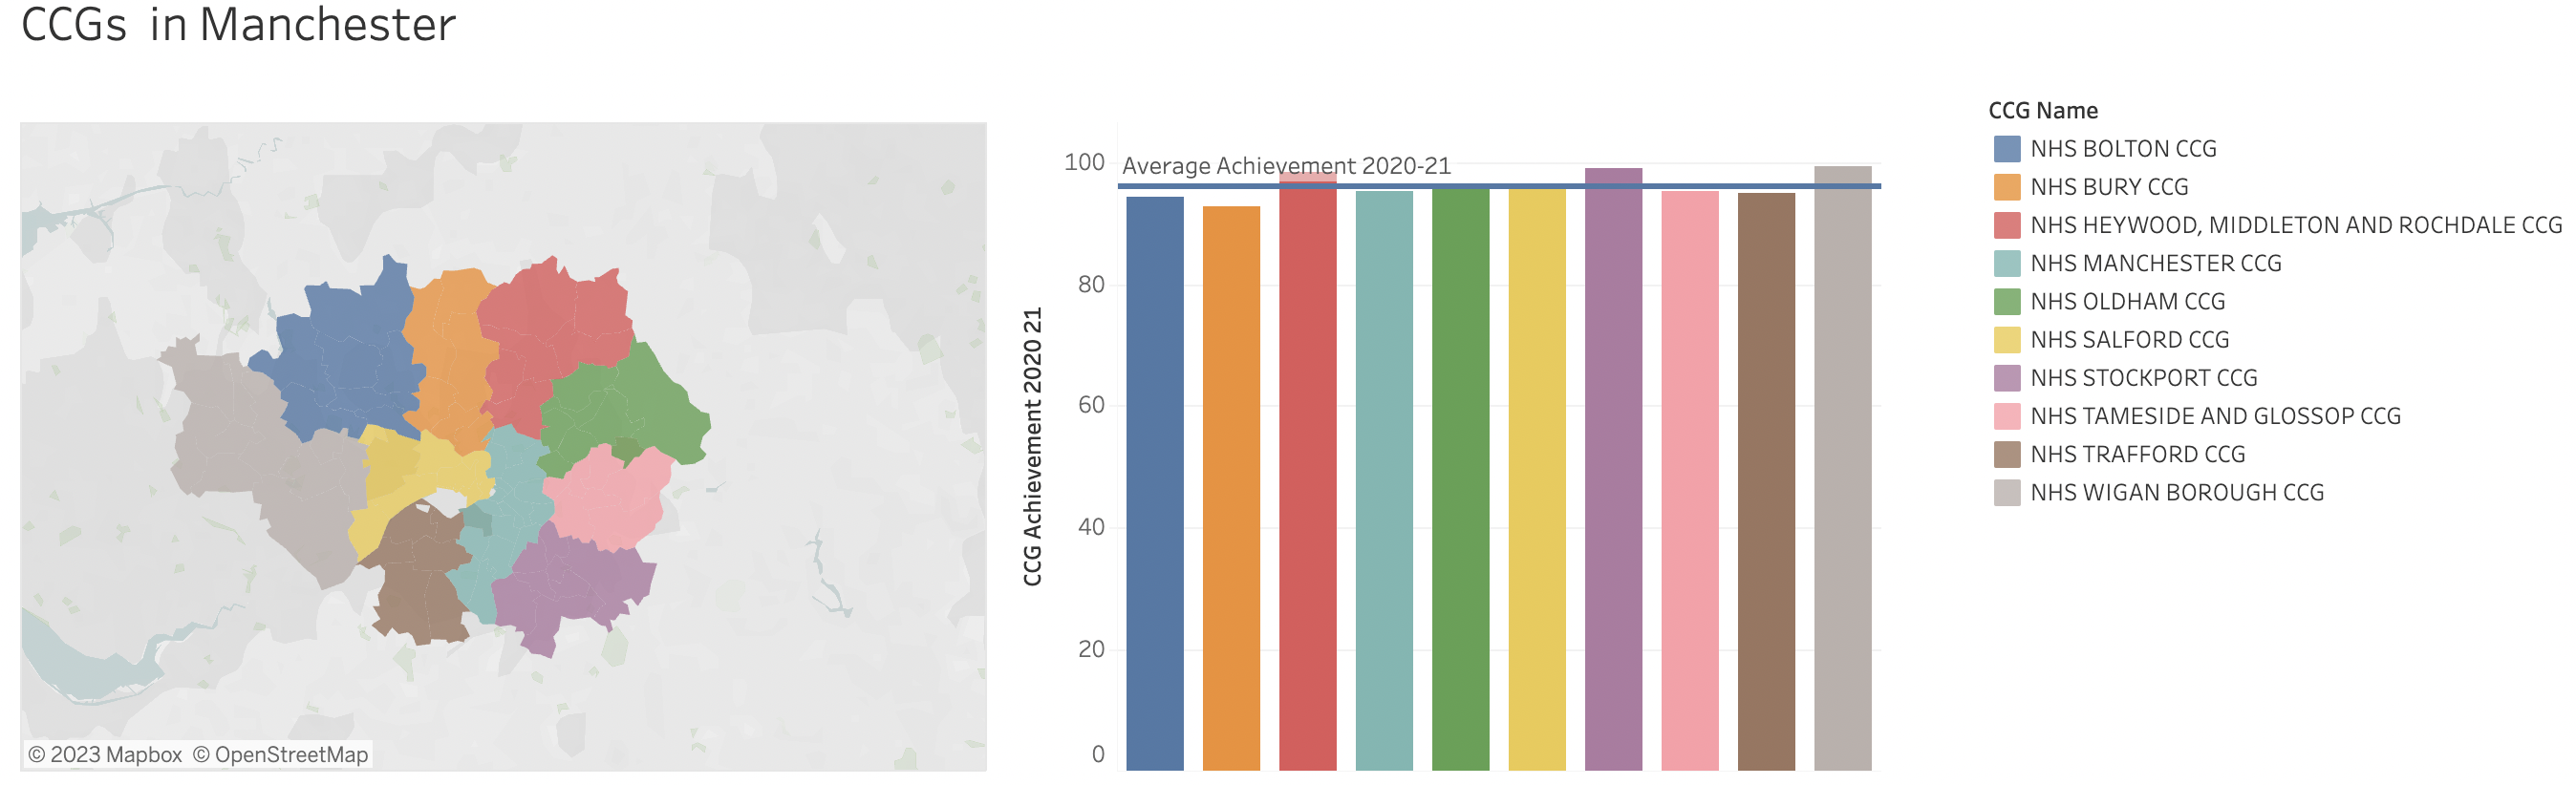 CCGs in Manchester
© 2023 Mapbox © OpenStreetMap
CCG Achievement 2020 21
100
80
60
40
20
0
Average Achievement 2020-21
CCG Name
NHS BOLTON CCG
NHS BURY CCG
NHS HEYWOOD, MIDDLETON AND ROCHDALE CCG
NHS MANCHESTER CCG
NHS OLDHAM CCG
NHS SALFORD CCG
NHS STOCKPORT CCG
NHS TAMESIDE AND GLOSSOP CCG
NHS TRAFFORD CCG
NHS WIGAN BOROUGH CCG